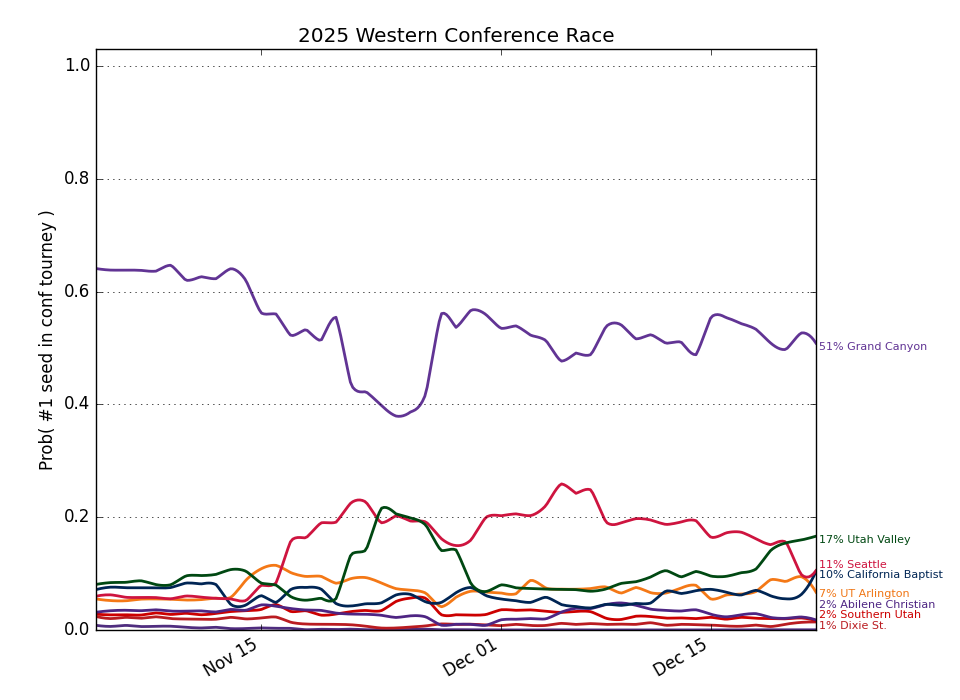 2025 Western Conference Race
Prob( #1 seed in conf tourney )
1.0
0.8
0.6
0.4
0.2
0.0
Nov 15
Dec 01
Dec 15
51% Grand Canyon
17% Utah Valley
11% Seattle
10% California Baptist
7% UT Arlington
2% Abilene Christian
2% Southern Utah
1% Dixie St.